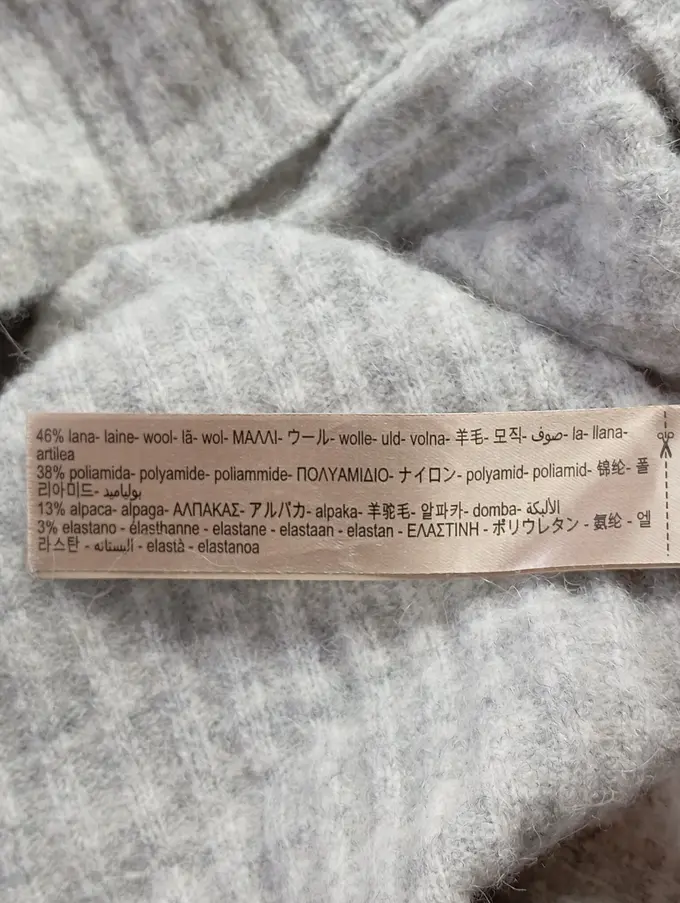 46% lana- laine- wool- lã- wol- ΜΑΛΛΙ- ウール- wolle- uld- volna- 羊毛- 모직- صوف- la- llana-
artilea
38% poliamida- polyamide- poliammide- ΠΟΛΥΑΜΙΔΙΟ- ナイロン- polyamid- poliamid- 锦纶- 폴
리아미드- بولياميد
13% alpaca- alpaga- ΑΛΠΑΚΑΣ- アルパカ- alpaka- 羊驼毛- 알파카- domba- الألبكة
3% elastano - élasthanne - elastane - elastaan - elastan - ΕΛΑΣΤΙΝΗ - ポリウレタン - 氨纶 - 엘
라스탄 - ألبستانه - elastà - elastanoa